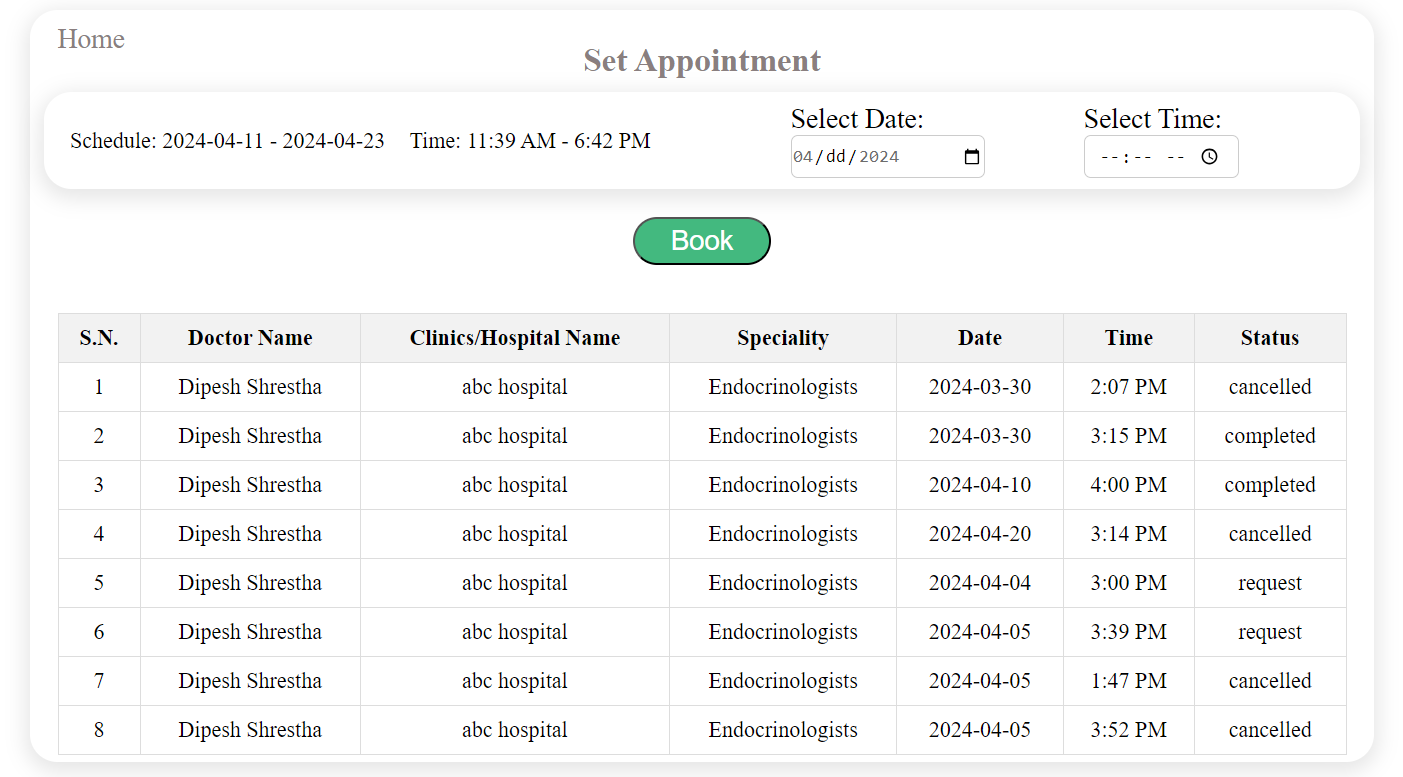 Home
Set Appointment
Schedule: 2024-04-11 - 2024-04-23 Time: 11:39 AM - 6:42 PM
Select Date: Select Time:
04/dd/2024 --:-- --
Book
S.N. Doctor Name Clinics/Hospital Name Speciality Date Time Status
1 Dipesh Shrestha abc hospital Endocrinologists 2024-03-30 2:07 PM cancelled
2 Dipesh Shrestha abc hospital Endocrinologists 2024-03-30 3:15 PM completed
3 Dipesh Shrestha abc hospital Endocrinologists 2024-04-10 4:00 PM completed
4 Dipesh Shrestha abc hospital Endocrinologists 2024-04-20 3:14 PM cancelled
5 Dipesh Shrestha abc hospital Endocrinologists 2024-04-04 3:00 PM request
6 Dipesh Shrestha abc hospital Endocrinologists 2024-04-05 3:39 PM request
7 Dipesh Shrestha abc hospital Endocrinologists 2024-04-05 1:47 PM cancelled
8 Dipesh Shrestha abc hospital Endocrinologists 2024-04-05 3:52 PM cancelled